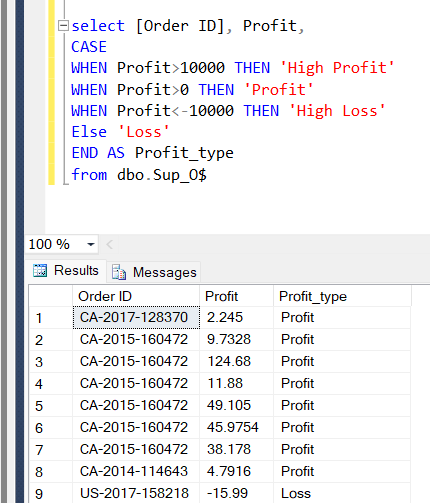 select [Order ID], Profit,
CASE
WHEN Profit>10000 THEN 'High Profit'
WHEN Profit>0 THEN 'Profit'
WHEN Profit<-10000 THEN 'High Loss'
Else 'Loss'
END AS Profit_type
from dbo.Sup_O$
100 %
Results Messages
Order ID Profit Profit_type
1 CA-2017-128370 2.245 Profit
2 CA-2015-160472 9.7328 Profit
3 CA-2015-160472 124.68 Profit
4 CA-2015-160472 11.88 Profit
5 CA-2015-160472 49.105 Profit
6 CA-2015-160472 45.9754 Profit
7 CA-2015-160472 38.178 Profit
8 CA-2014-114643 4.7916 Profit
9 US-2017-158218 -15.99 Loss